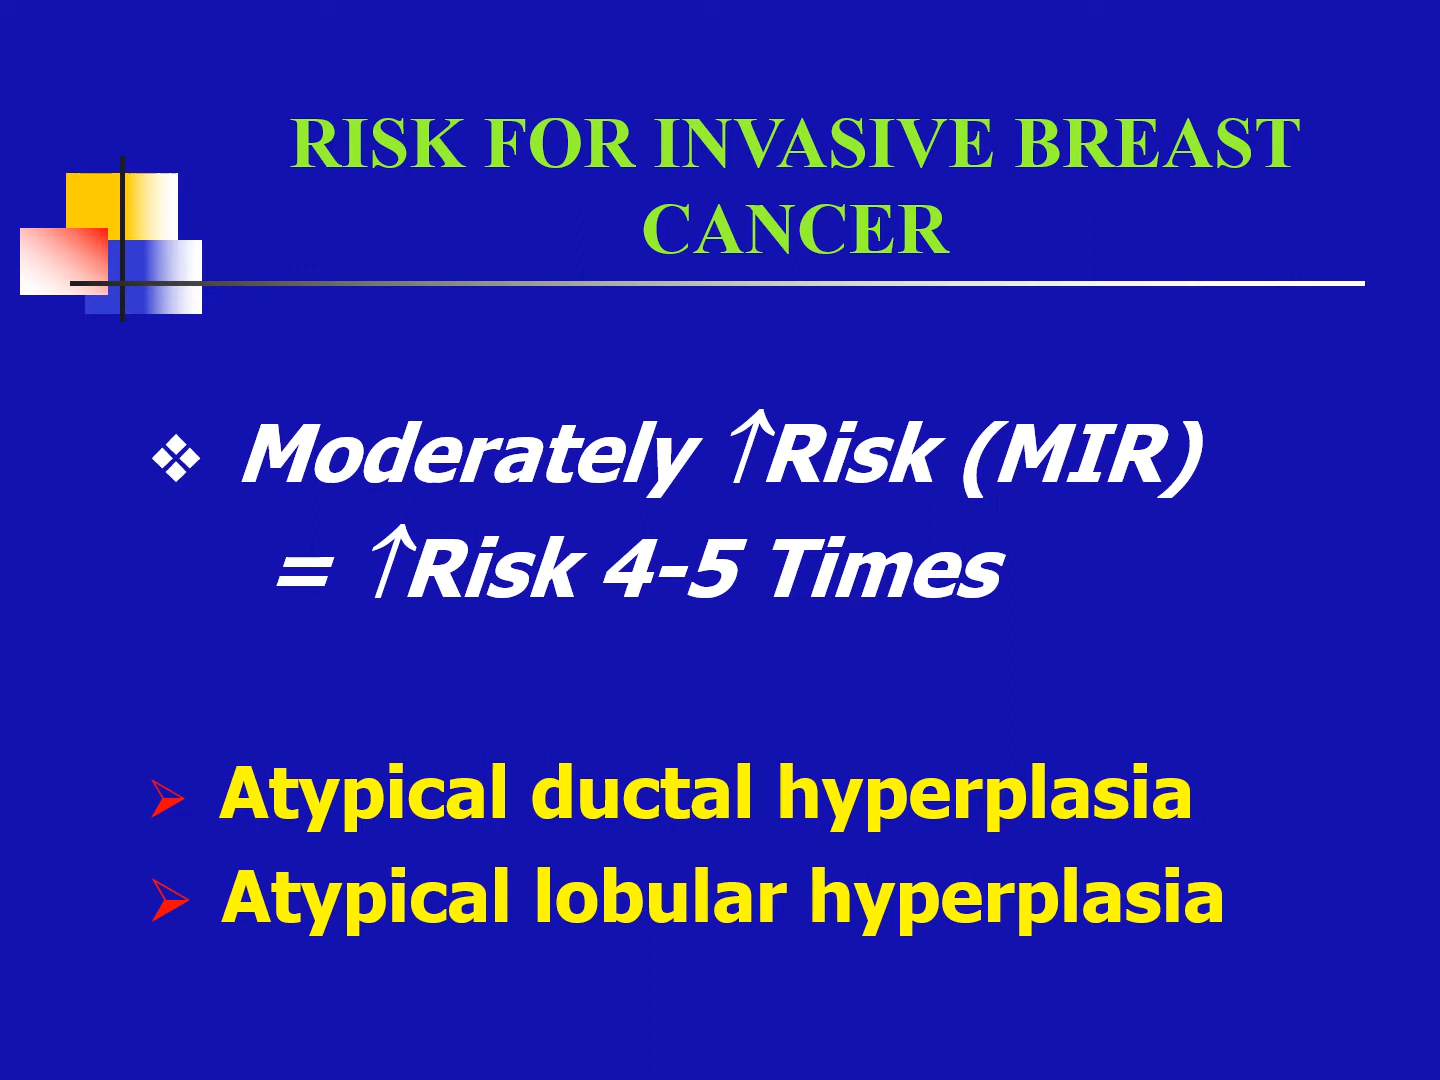 RISK FOR INVASIVE BREAST
CANCER
❖ Moderately ↑Risk (MIR)
= ↑Risk 4-5 Times
➢ Atypical ductal hyperplasia
➢ Atypical lobular hyperplasia